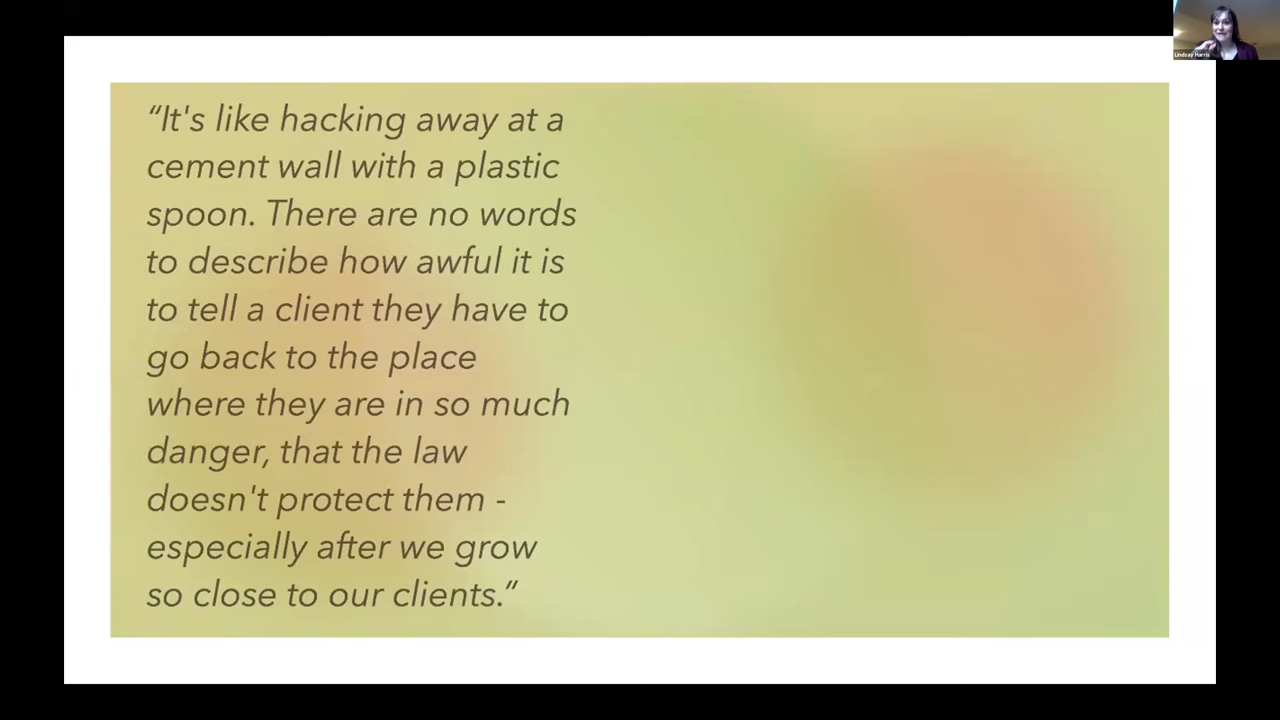 “It's like hacking away at a
cement wall with a plastic
spoon. There are no words
to describe how awful it is
to tell a client they have to
go back to the place
where they are in so much
danger, that the law
doesn't protect them -
especially after we grow
so close to our clients.”
Lindsay Harris